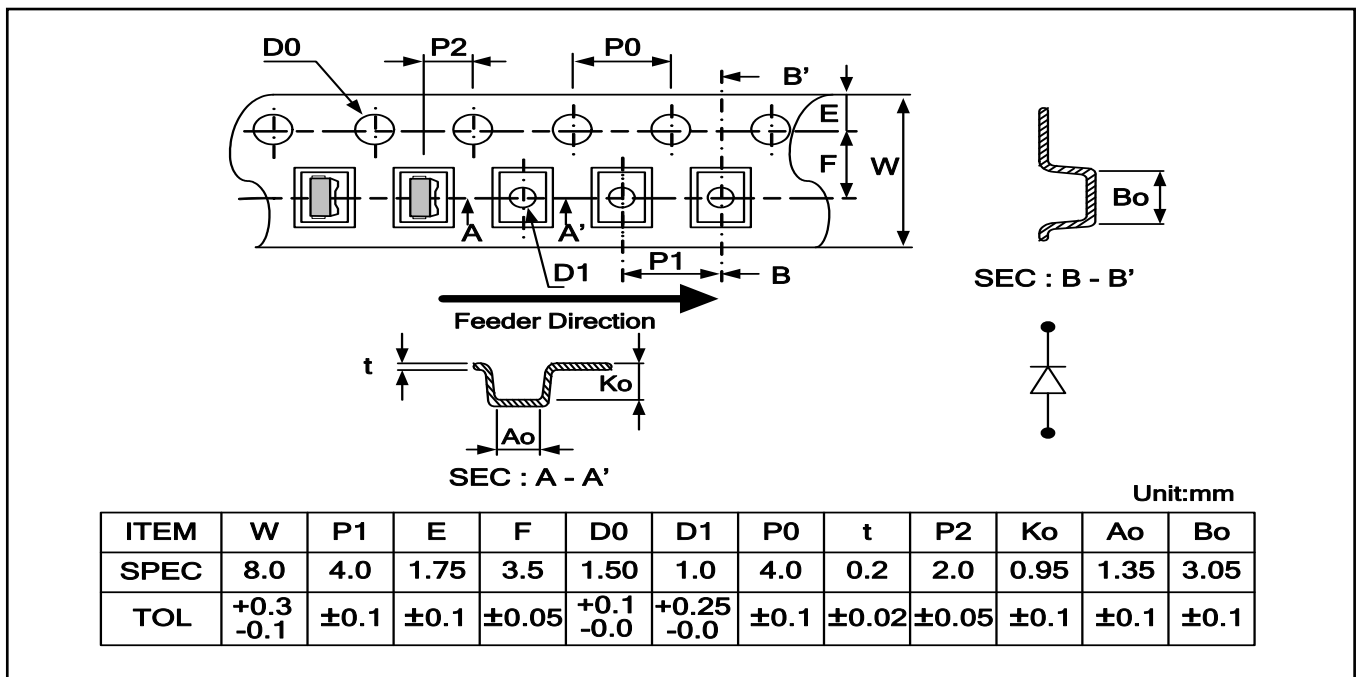 D0
P2
P0
B'
E
F
W
A
A'
D1
P1
B
Feeder Direction
Bo
SEC : B - B'
t
Ko
Ao
SEC : A - A'
Unit:mm
ITEM W P1 E F D0 D1 P0 t P2 Ko Ao Bo
SPEC 8.0 4.0 1.75 3.5 1.50 1.0 4.0 0.2 2.0 0.95 1.35 3.05
TOL +0.3 -0.1 ±0.1 ±0.1 ±0.05 +0.1 -0.0 +0.25 -0.0 ±0.1 ±0.02 ±0.05 ±0.1 ±0.1 ±0.1